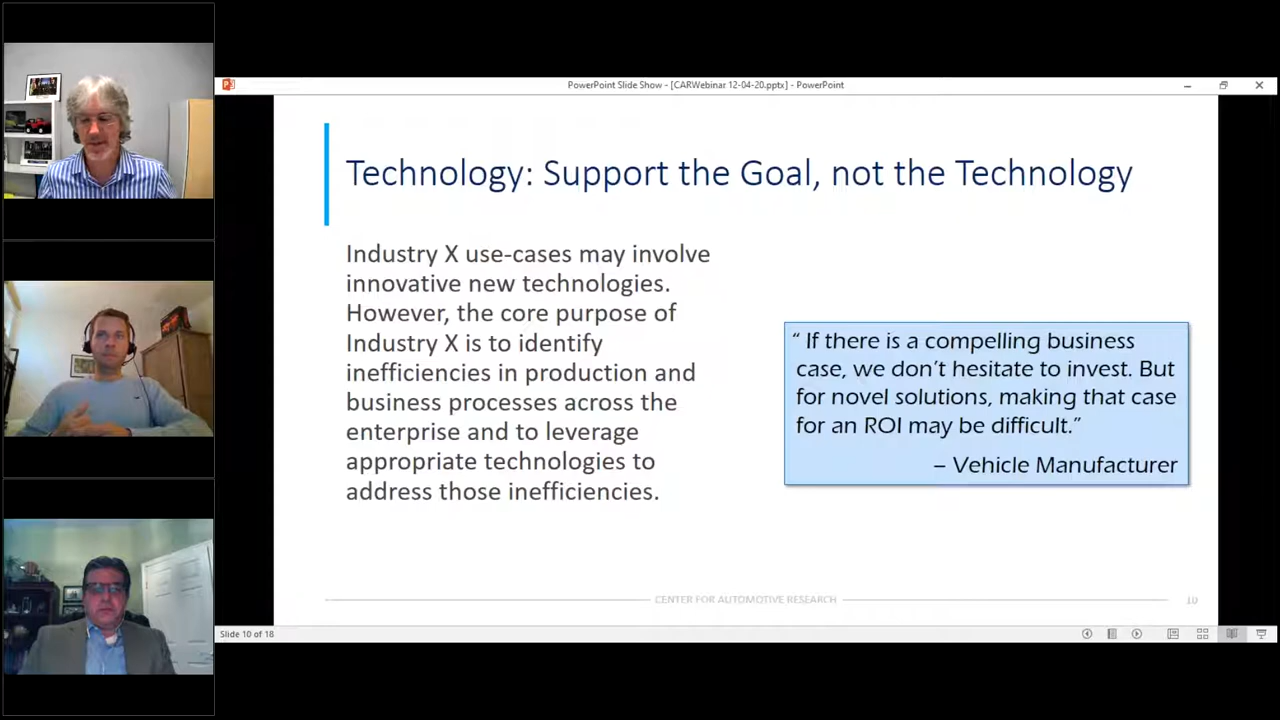 PowerPoint Slide Show - [CARWebinar 12-04-20.pptx] - PowerPoint
Technology: Support the Goal, not the Technology
Industry X use-cases may involve
innovative new technologies.
However, the core purpose of
Industry X is to identify
inefficiencies in production and
business processes across the
enterprise and to leverage
appropriate technologies to
address those inefficiencies.
“ If there is a compelling business
case, we don’t hesitate to invest. But
for novel solutions, making that case
for an ROI may be difficult.”
– Vehicle Manufacturer
CENTER FOR AUTOMOTIVE RESEARCH
10
Slide 10 of 18